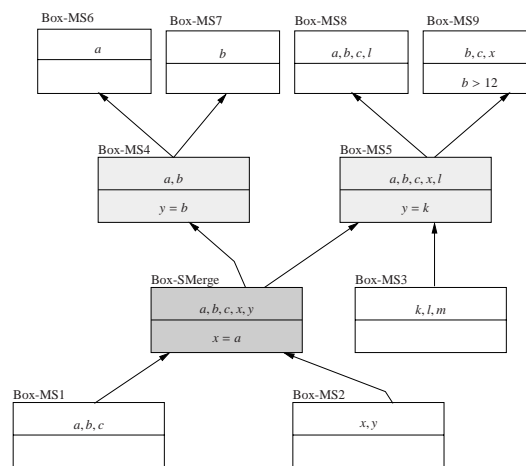 Box-MS6
Box-MS7
Box-MS8
Box-MS9
a
b
a, b, c, l
b, c, x
b > 12
Box-MS4
Box-MS5
a, b
a, b, c, x, l
y = b
y = k
Box-SMerge
Box-MS3
a, b, c, x, y
k, l, m
x = a
Box-MS1
Box-MS2
a, b, c
x, y